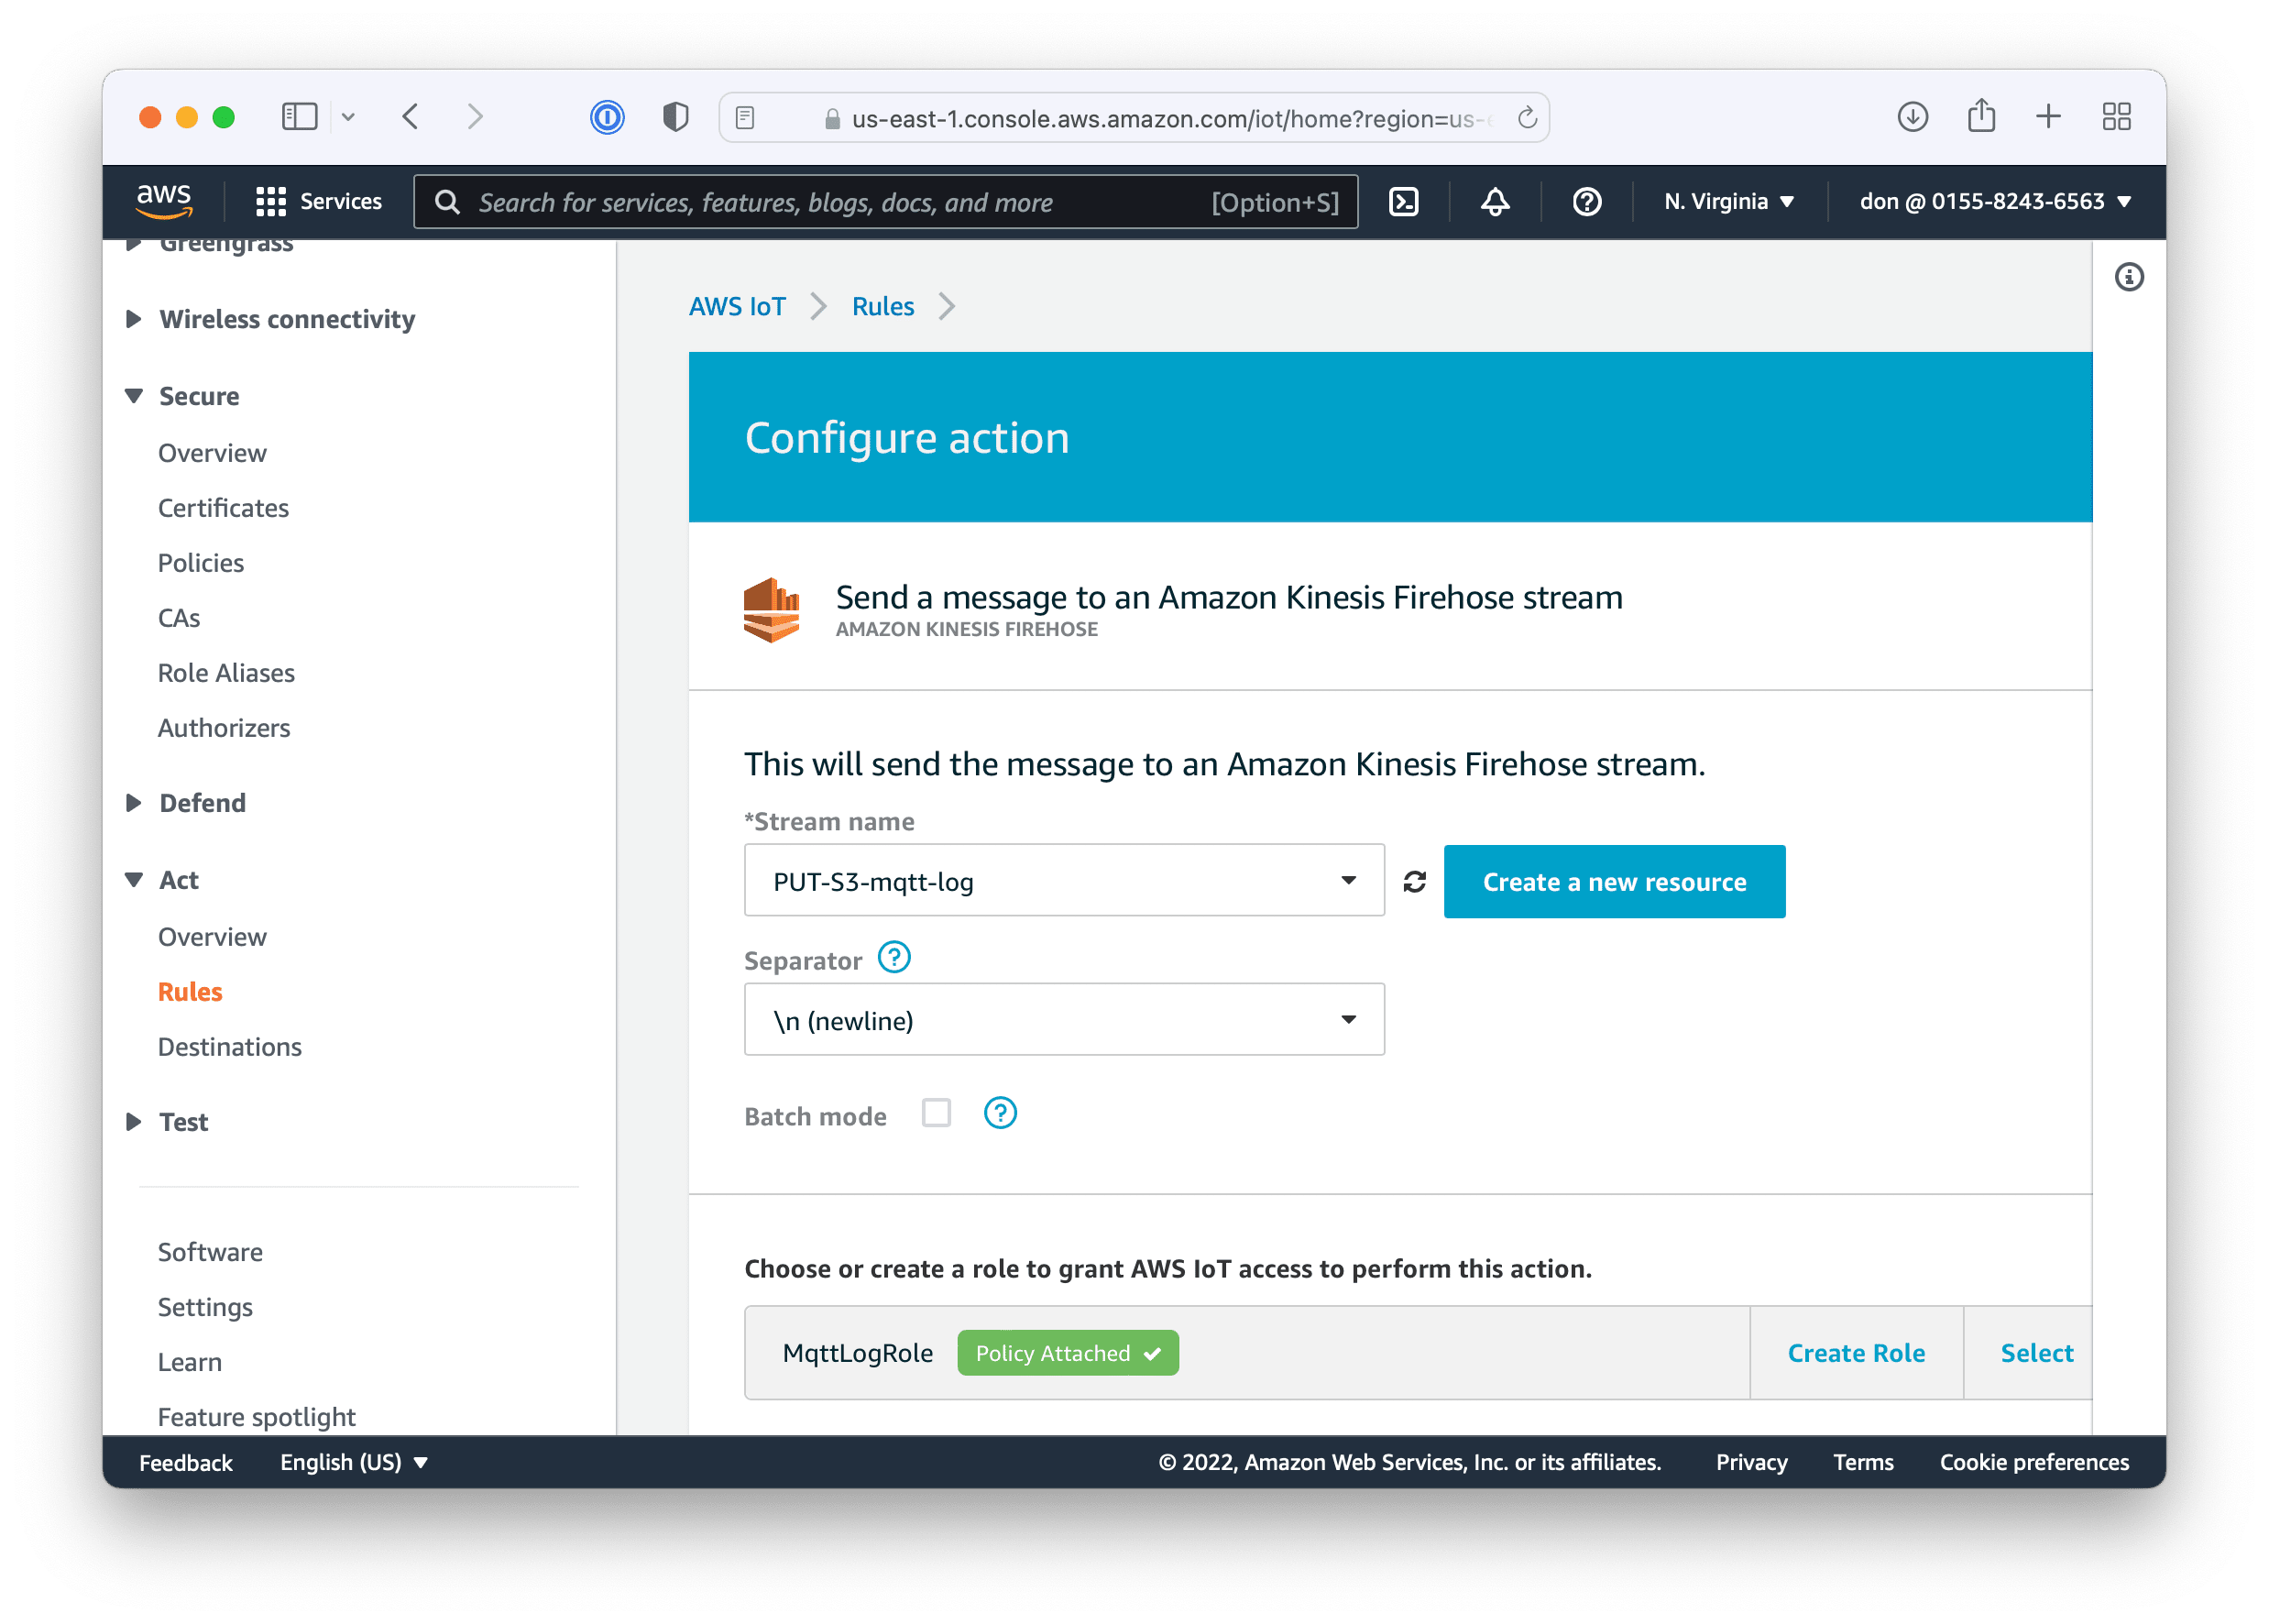 us-east-1.console.aws.amazon.com/iot/home?region=us-
aws
Services
Search for services, features, blogs, docs, and more
[Option+S]
N. Virginia
don @ 0155-8243-6563
Greengrass
Wireless connectivity
Secure
Overview
Certificates
Policies
CAs
Role Aliases
Authorizers
Defend
Act
Overview
Rules
Destinations
Test
Software
Settings
Learn
Feature spotlight
AWS IoT
Rules
Configure action
Send a message to an Amazon Kinesis Firehose stream
AMAZON KINESIS FIREHOSE
This will send the message to an Amazon Kinesis Firehose stream.
*Stream name
PUT-S3-mqtt-log
Create a new resource
Separator
\n (newline)
Batch mode
Choose or create a role to grant AWS IoT access to perform this action.
MqttLogRole
Policy Attached
Create Role
Select
Feedback
English (US)
© 2022, Amazon Web Services, Inc. or its affiliates.
Privacy
Terms
Cookie preferences